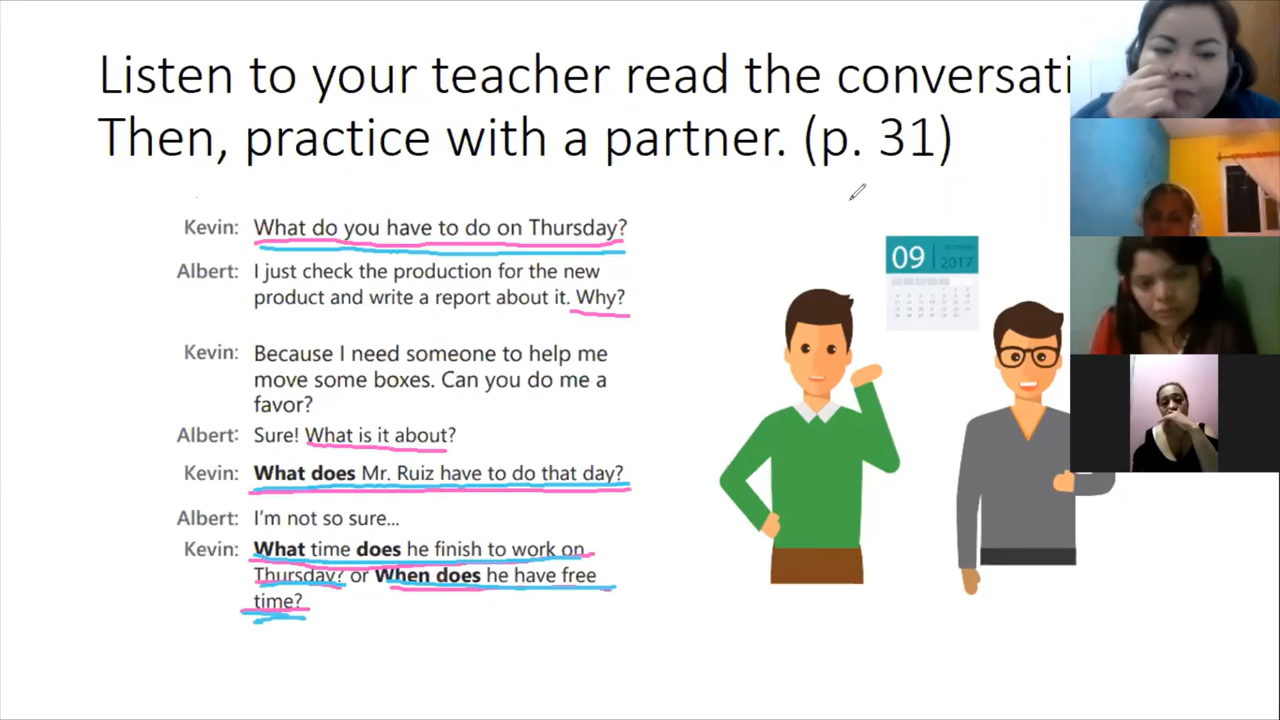 Listen to your teacher read the conversati
Then, practice with a partner. (p. 31)
Kevin: What do you have to do on Thursday?
Albert: I just check the production for the new
product and write a report about it. Why?
Kevin: Because I need someone to help me
move some boxes. Can you do me a
favor?
Albert: Sure! What is it about?
Kevin: What does Mr. Ruiz have to do that day?
Albert: I'm not so sure...
Kevin: What time does he finish to work on
Thursday? or When does he have free
time?
09
2017